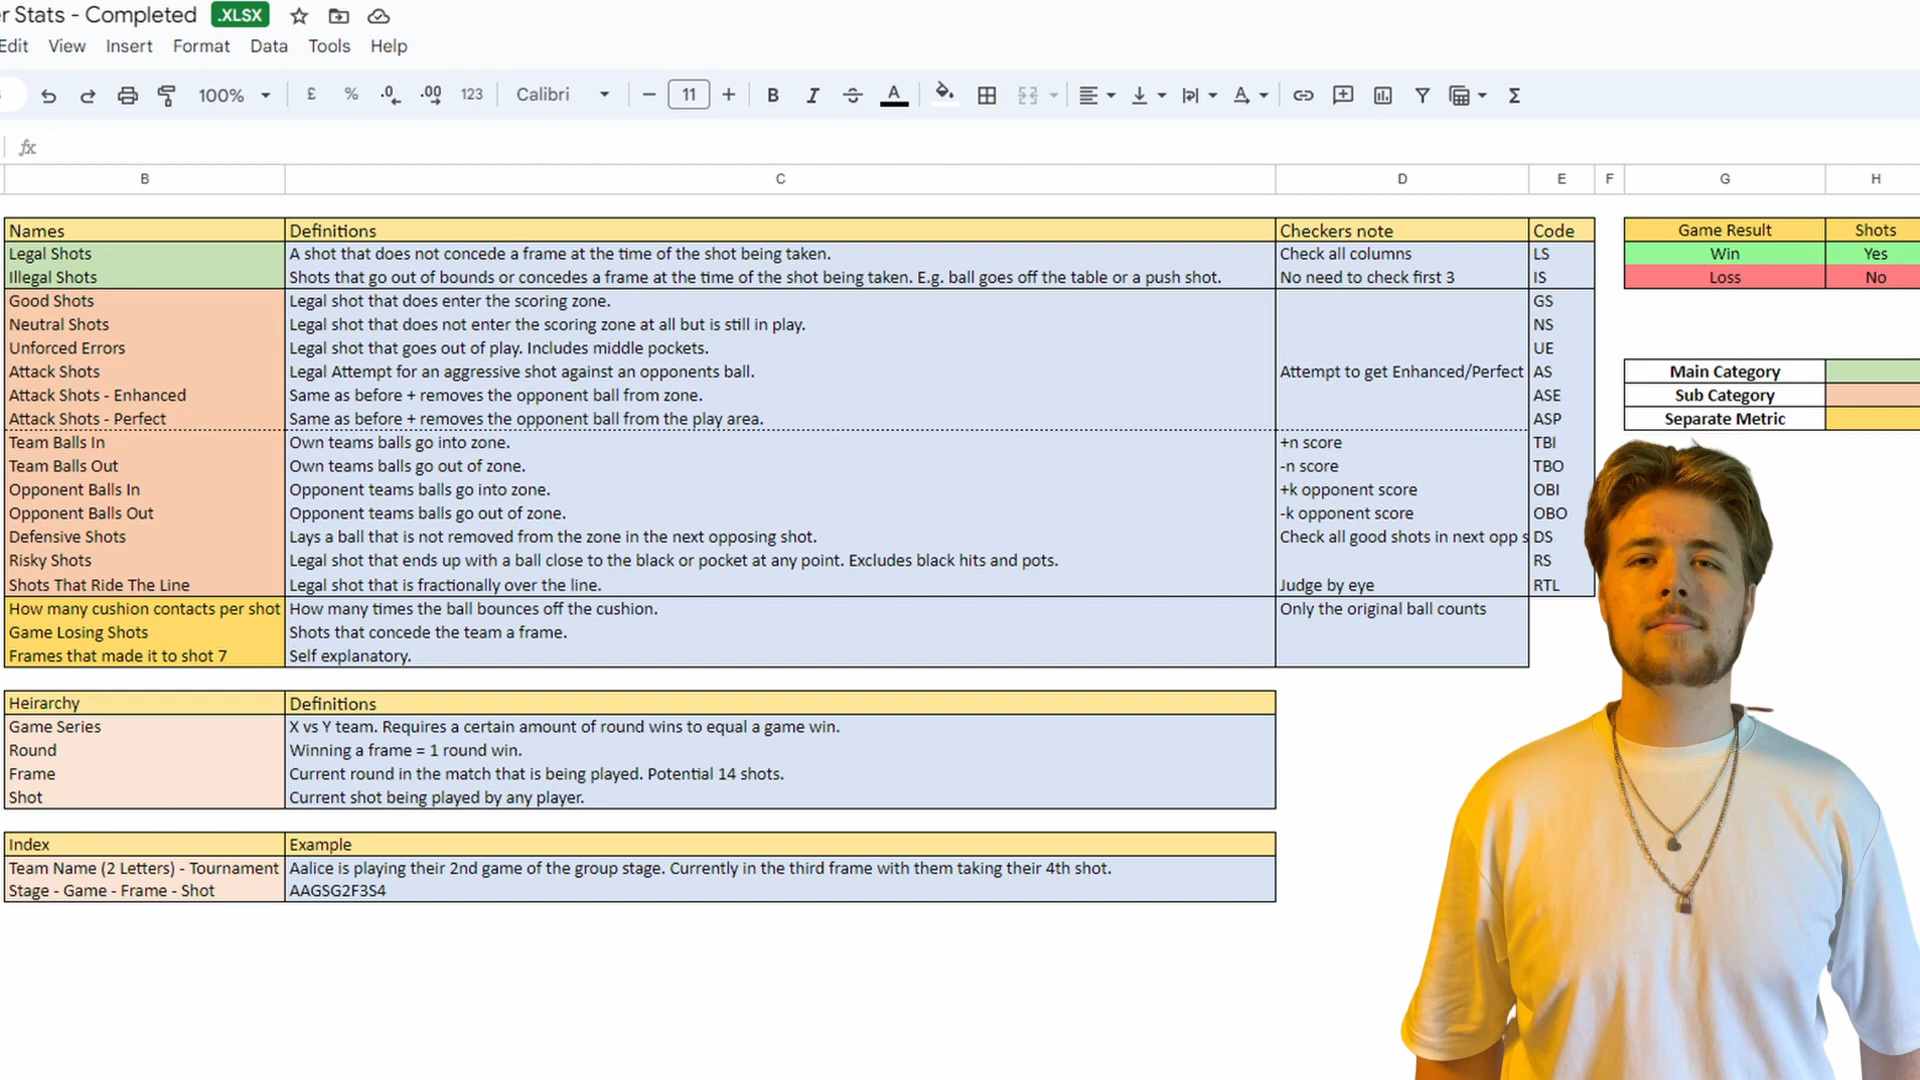 r Stats - Completed .XLSX
Edit View Insert Format Data Tools Help
100% £ % .0 .00 123 Calibri 11 B I A
fx
B C D E F G H
Names Definitions Checkers note Code Game Result Shots
Legal Shots A shot that does not concede a frame at the time of the shot being taken. Check all columns LS Win Yes
Illegal Shots Shots that go out of bounds or concedes a frame at the time of the shot being taken. E.g. ball goes off the table or a push shot. No need to check first 3 IS Loss No
Good Shots Legal shot that does enter the scoring zone. GS
Neutral Shots Legal shot that does not enter the scoring zone at all but is still in play. NS
Unforced Errors Legal shot that goes out of play. Includes middle pockets. UE
Attack Shots Legal Attempt for an aggressive shot against an opponents ball. Attempt to get Enhanced/Perfect AS Main Category
Attack Shots - Enhanced Same as before + removes the opponent ball from zone. ASE Sub Category
Attack Shots - Perfect Same as before + removes the opponent ball from the play area. ASP Separate Metric
Team Balls In Own teams balls go into zone. +n score TBI
Team Balls Out Own teams balls go out of zone. -n score TBO
Opponent Balls In Opponent teams balls go into zone. +k opponent score OBI
Opponent Balls Out Opponent teams balls go out of zone. -k opponent score OBO
Defensive Shots Lays a ball that is not removed from the zone in the next opposing shot. Check all good shots in next opp s DS
Risky Shots Legal shot that ends up with a ball close to the black or pocket at any point. Excludes black hits and pots. RS
Shots That Ride The Line Legal shot that is fractionally over the line. Judge by eye RTL
How many cushion contacts per shot How many times the ball bounces off the cushion. Only the original ball counts
Game Losing Shots Shots that concede the team a frame.
Frames that made it to shot 7 Self explanatory.
Heirarchy Definitions
Game Series X vs Y team. Requires a certain amount of round wins to equal a game win.
Round Winning a frame = 1 round win.
Frame Current round in the match that is being played. Potential 14 shots.
Shot Current shot being played by any player.
Index Example
Team Name (2 Letters) - Tournament Aalice is playing their 2nd game of the group stage. Currently in the third frame with them taking their 4th shot.
Stage - Game - Frame - Shot AAGSG2F3S4